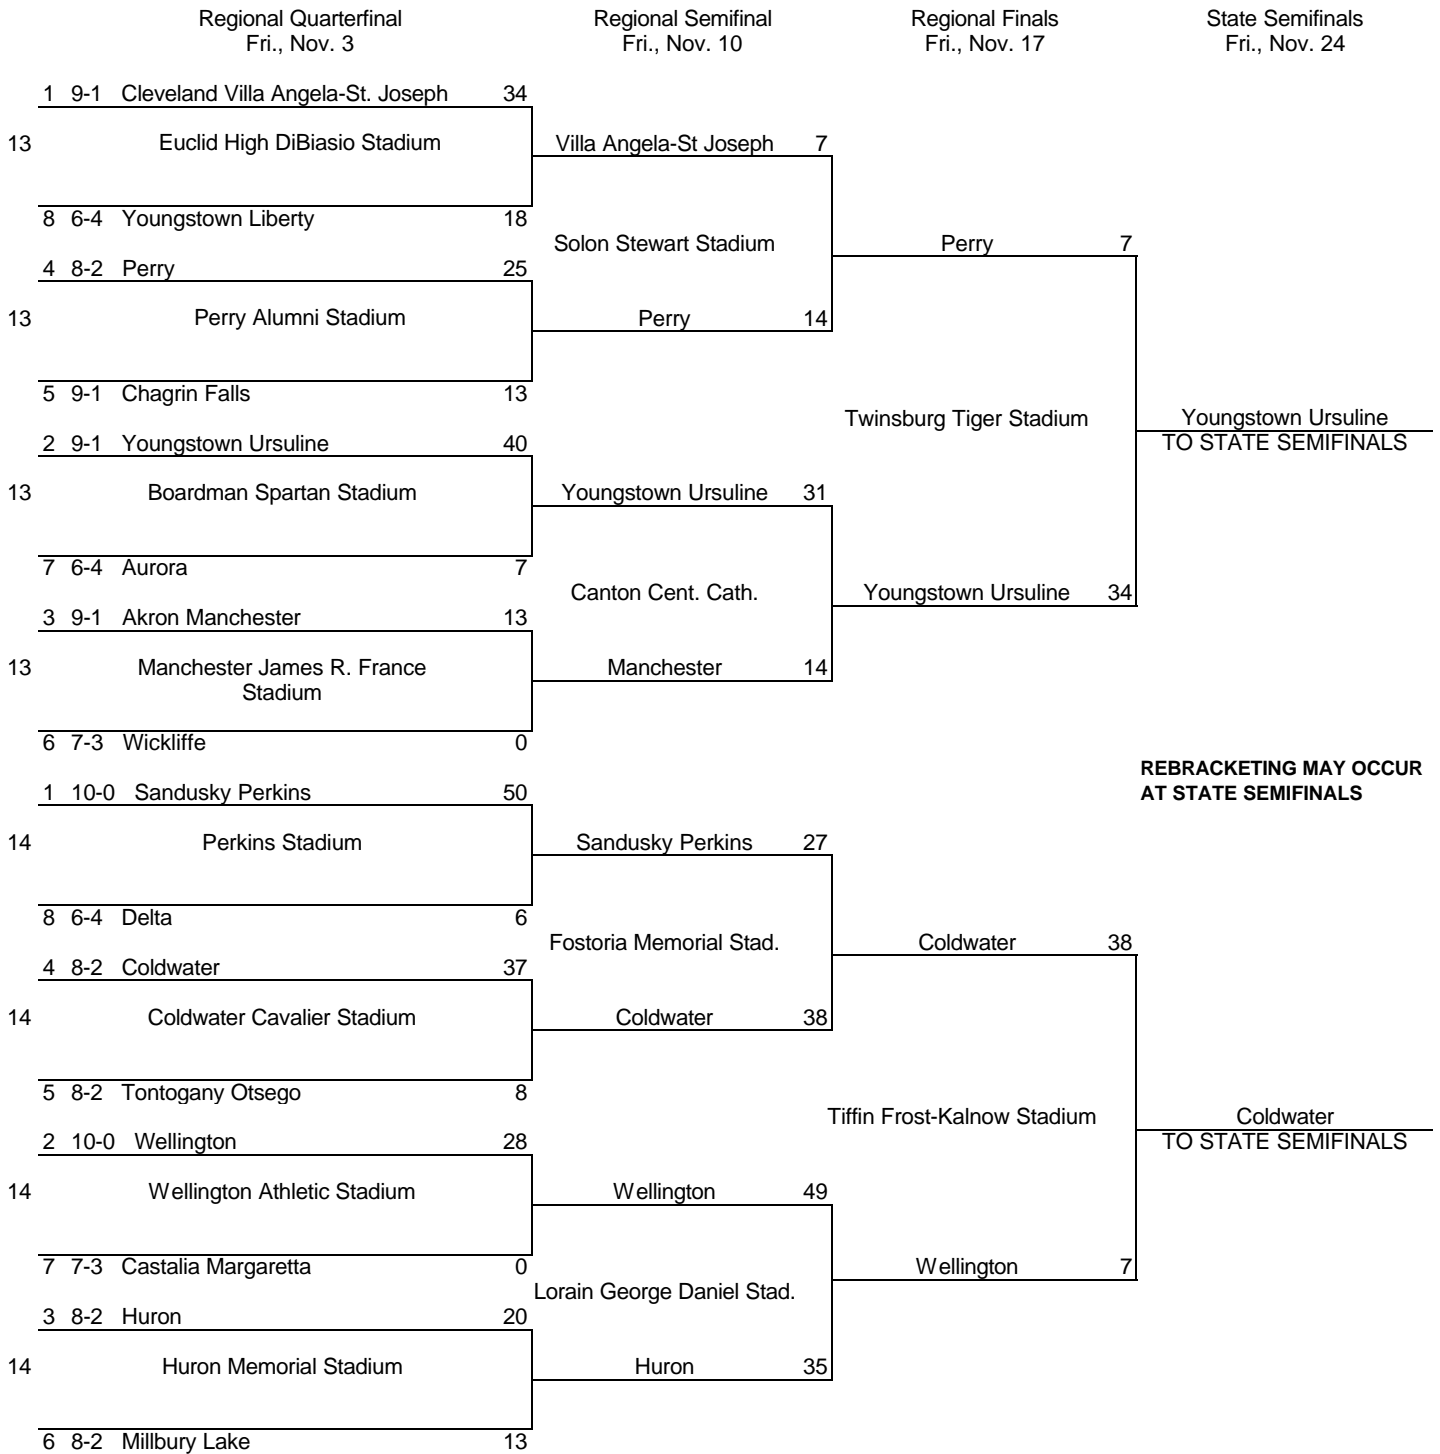 Regional Quarterfinal
Fri., Nov. 3
Regional Semifinal
Fri., Nov. 10
Regional Finals
Fri., Nov. 17
State Semifinals
Fri., Nov. 24
1 9-1 Cleveland Villa Angela-St. Joseph 34
13 Euclid High DiBiasio Stadium
Villa Angela-St Joseph 7
8 6-4 Youngstown Liberty 18
Solon Stewart Stadium
Perry 7
4 8-2 Perry 25
13 Perry Alumni Stadium
Perry 14
5 9-1 Chagrin Falls 13
Twinsburg Tiger Stadium
Youngstown Ursuline
TO STATE SEMIFINALS
2 9-1 Youngstown Ursuline 40
13 Boardman Spartan Stadium
Youngstown Ursuline 31
7 6-4 Aurora 7
Canton Cent. Cath.
Youngstown Ursuline 34
3 9-1 Akron Manchester 13
13 Manchester James R. France
Stadium
Manchester 14
6 7-3 Wickliffe 0
REBRACKETING MAY OCCUR
AT STATE SEMIFINALS
1 10-0 Sandusky Perkins 50
14 Perkins Stadium
Sandusky Perkins 27
8 6-4 Delta 6
Fostoria Memorial Stad.
Coldwater 38
4 8-2 Coldwater 37
14 Coldwater Cavalier Stadium
Coldwater 38
5 8-2 Tontogany Otsego 8
Tiffin Frost-Kalnow Stadium
Coldwater
TO STATE SEMIFINALS
2 10-0 Wellington 28
14 Wellington Athletic Stadium
Wellington 49
7 7-3 Castalia Margaretta 0
Lorain George Daniel Stad.
Wellington 7
3 8-2 Huron 20
14 Huron Memorial Stadium
Huron 35
6 8-2 Millbury Lake 13